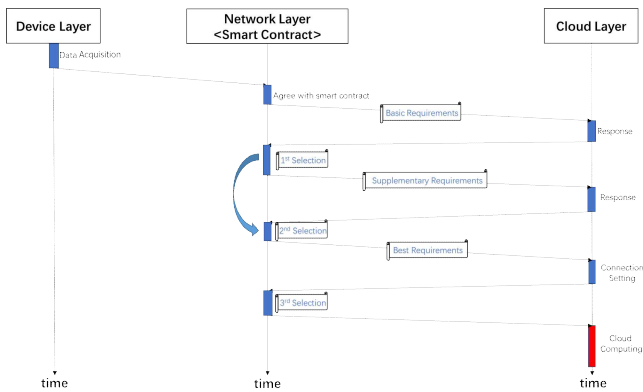 Device Layer
Network Layer
<Smart Contract>
Cloud Layer
Data Acquisition
Agree with smart contract
Basic Requirements
Response
1st Selection
Supplementary Requirements
Response
2nd Selection
Best Requirements
Connection
Setting
3rd Selection
Cloud
Computing
time
time
time